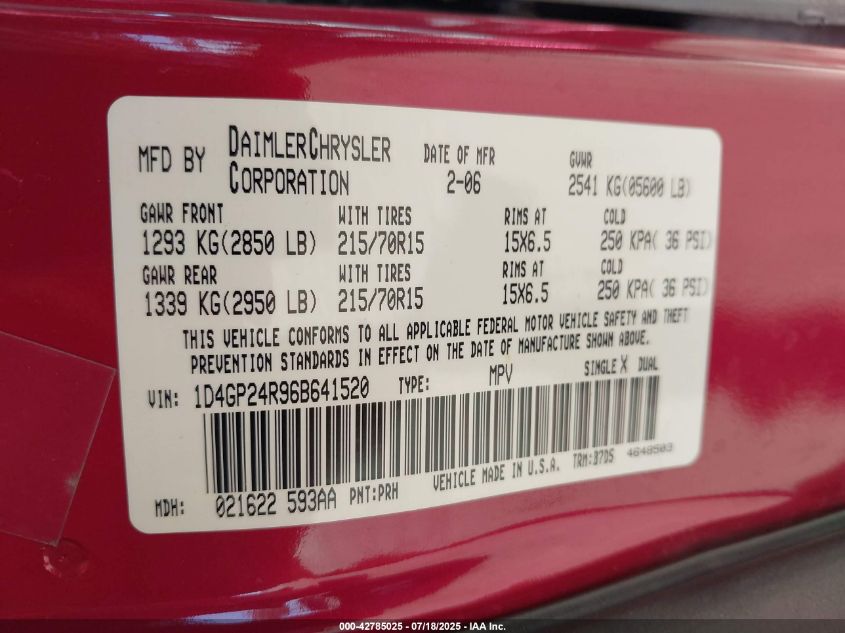 MFD BY DAIMLERCHRYSLER CORPORATION
DATE OF MFR 2-06
GVWR 2541 KG(05600 LB)
GAWR FRONT WITH TIRES RIMS AT COLD
1293 KG(2850 LB) 215/70R15 15X6.5 250 KPA( 36 PSI)
GAWR REAR WITH TIRES RIMS AT COLD
1339 KG(2950 LB) 215/70R15 15X6.5 250 KPA( 36 PSI)
THIS VEHICLE CONFORMS TO ALL APPLICABLE FEDERAL MOTOR VEHICLE SAFETY AND THEFT
PREVENTION STANDARDS IN EFFECT ON THE DATE OF MANUFACTURE SHOWN ABOVE.
VIN: 1D4GP24R96B641520 TYPE: MPV SINGLE X DUAL
MDH: 021622 593AA PNT:PRH VEHICLE MADE IN U.S.A. TRM:B7D5 4648503
000-42785025 - 07/18/2025 - IAA Inc.